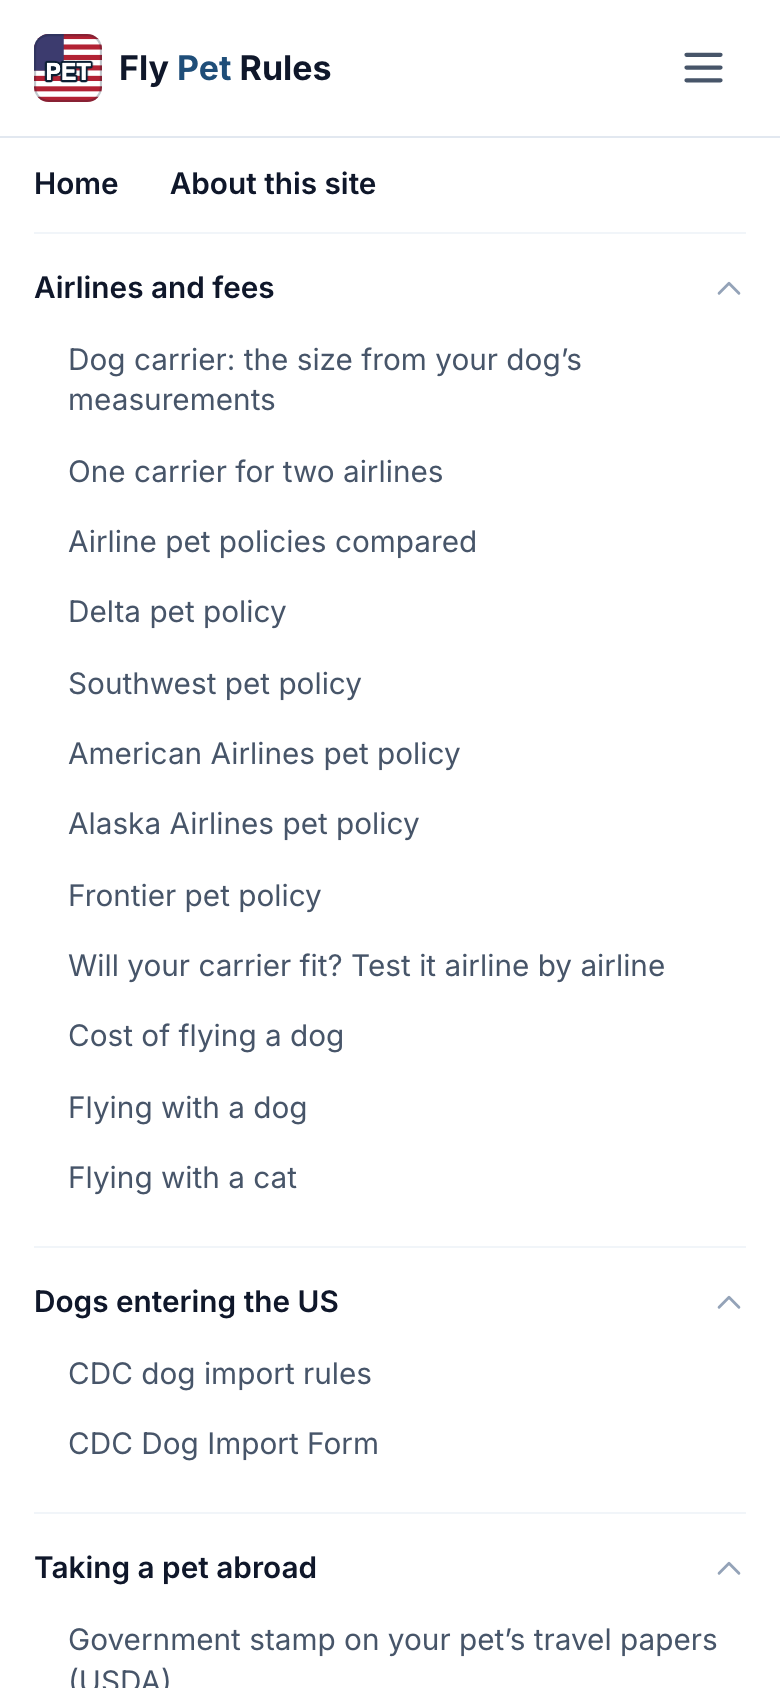 PET
Fly Pet Rules
Home About this site
Airlines and fees
Dog carrier: the size from your dog’s
measurements
One carrier for two airlines
Airline pet policies compared
Delta pet policy
Southwest pet policy
American Airlines pet policy
Alaska Airlines pet policy
Frontier pet policy
Will your carrier fit? Test it airline by airline
Cost of flying a dog
Flying with a dog
Flying with a cat
Dogs entering the US
CDC dog import rules
CDC Dog Import Form
Taking a pet abroad
Government stamp on your pet’s travel papers
(USDA)